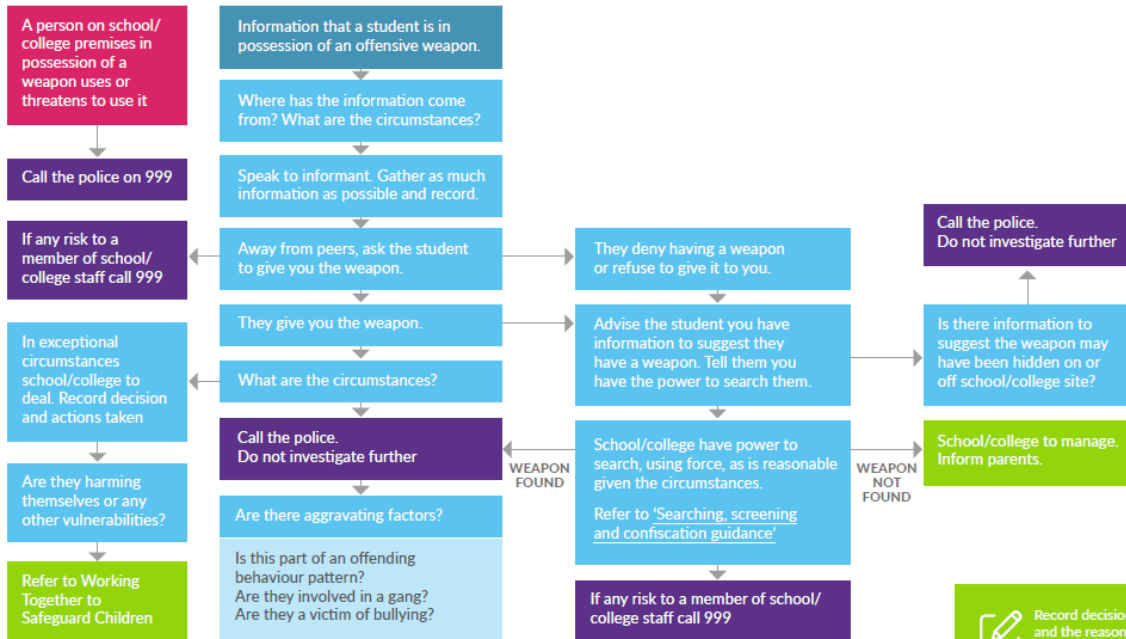 A person on school/
college premises in
possession of a
weapon uses or
threatens to use it
Call the police on 999
If any risk to a
member of school/
college staff call 999
In exceptional
circumstances
school/college to
deal. Record decision
and actions taken
Are they harming
themselves or any
other vulnerabilities?
Refer to Working
Together to
Safeguard Children
Information that a student is in
possession of an offensive weapon.
Where has the information come
from? What are the circumstances?
Speak to informant. Gather as much
information as possible and record.
Away from peers, ask the student
to give you the weapon.
They give you the weapon.
What are the circumstances?
Call the police.
Do not investigate further
Are there aggravating factors?
Is this part of an offending
behaviour pattern?
Are they involved in a gang?
Are they a victim of bullying?
They deny having a weapon
or refuse to give it to you.
Advise the student you have
information to suggest they
have a weapon. Tell them you
have the power to search them.
WEAPON
FOUND
School/college have power to
search, using force, as is reasonable
given the circumstances.
Refer to ‘Searching, screening
and confiscation guidance’
WEAPON
NOT
FOUND
If any risk to a member of school/
college staff call 999
Call the police.
Do not investigate further
Is there information to
suggest the weapon may
have been hidden on or
off school/college site?
School/college to manage.
Inform parents.
Record decisio
and the reason